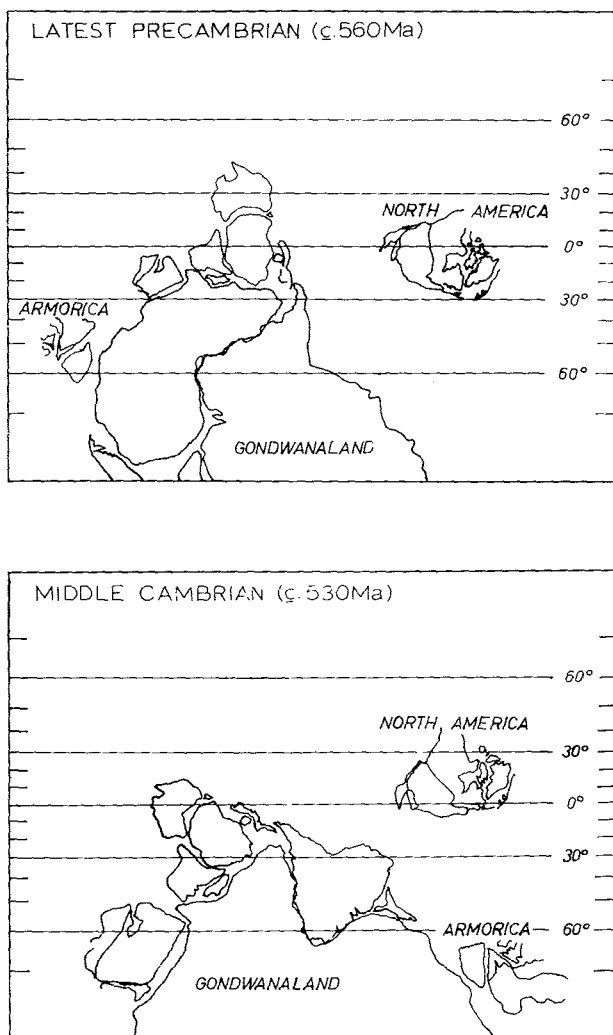 LATEST PRECAMBRIAN (c.560Ma)
60°
30°
NORTH AMERICA
0°
30°
ARMORICA
60°
GONDWANALAND
MIDDLE CAMBRIAN (c.530Ma)
60°
NORTH AMERICA
30°
0°
30°
ARMORICA
60°
GONDWANALAND